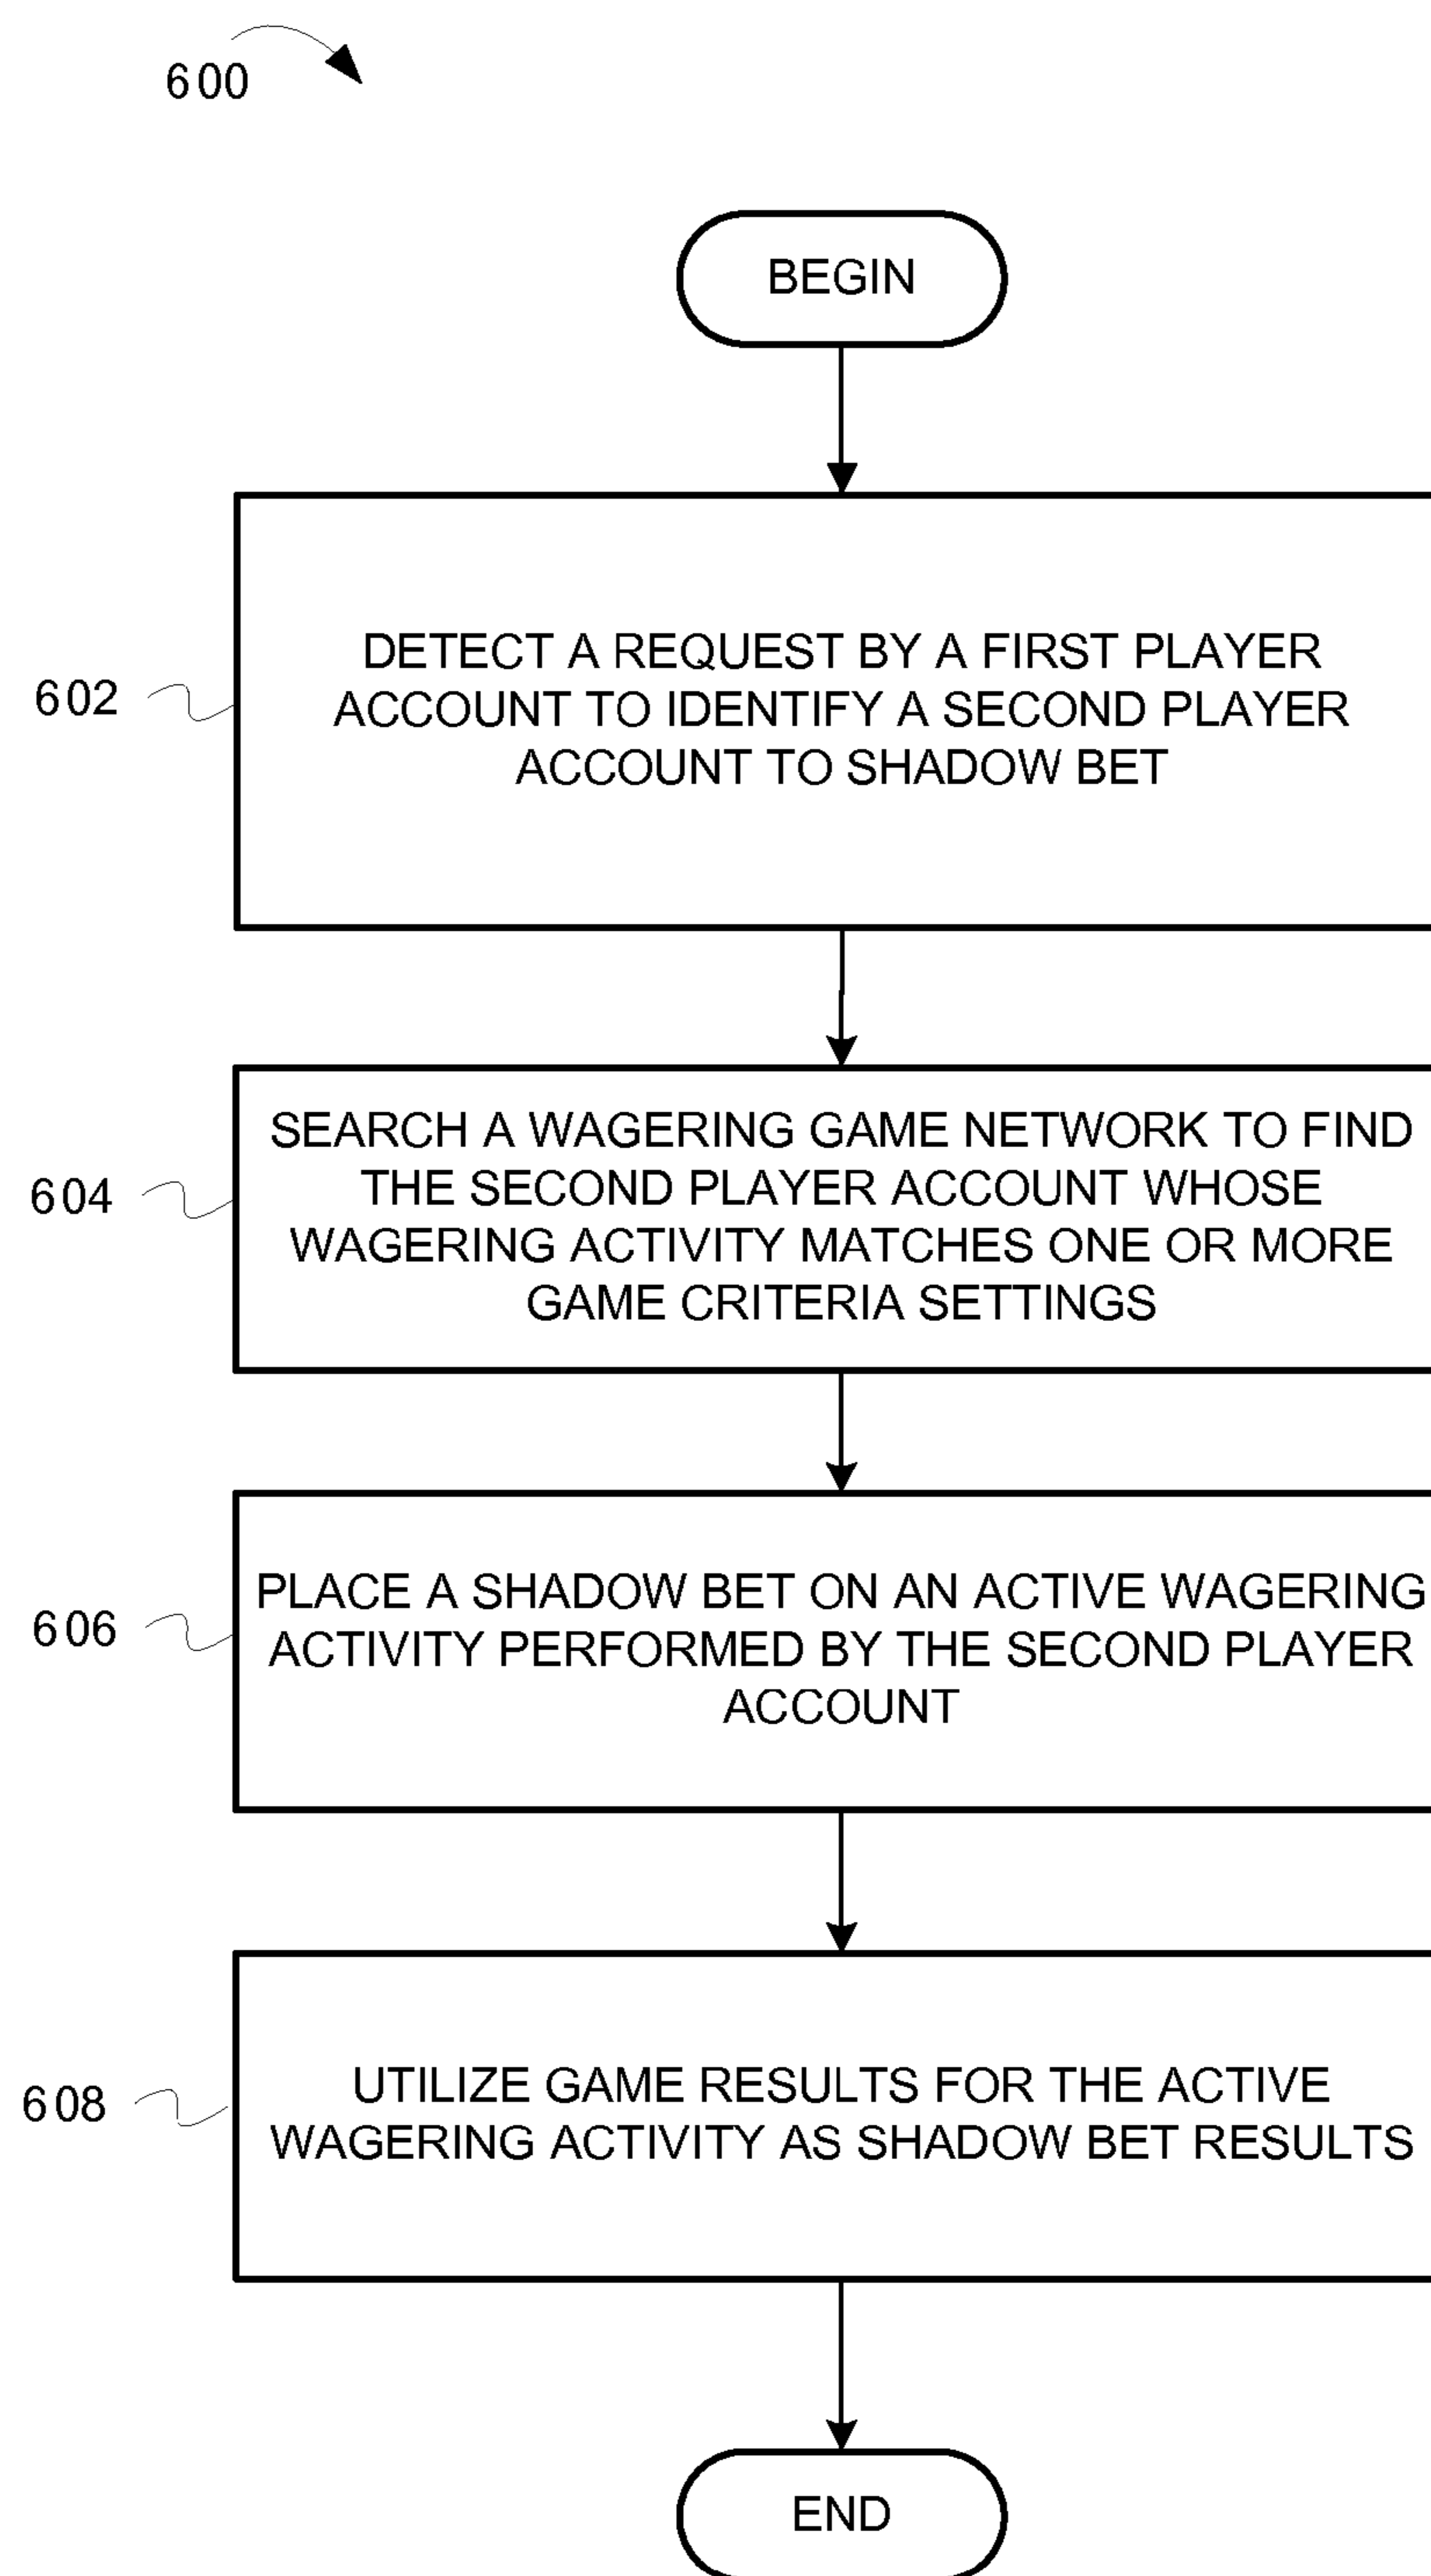 600
BEGIN
602
DETECT A REQUEST BY A FIRST PLAYER
ACCOUNT TO IDENTIFY A SECOND PLAYER
ACCOUNT TO SHADOW BET
604
SEARCH A WAGERING GAME NETWORK TO FIND
THE SECOND PLAYER ACCOUNT WHOSE
WAGERING ACTIVITY MATCHES ONE OR MORE
GAME CRITERIA SETTINGS
606
PLACE A SHADOW BET ON AN ACTIVE WAGERING
ACTIVITY PERFORMED BY THE SECOND PLAYER
ACCOUNT
608
UTILIZE GAME RESULTS FOR THE ACTIVE
WAGERING ACTIVITY AS SHADOW BET RESULTS
END